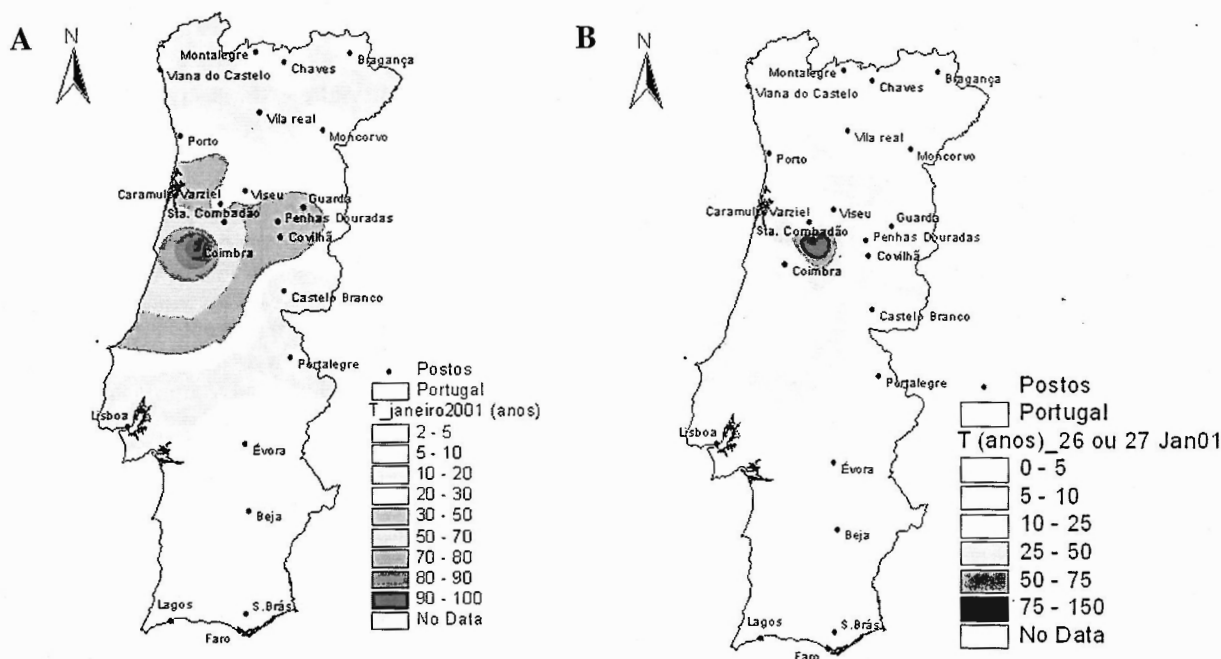 A
N
Montalegre
Chaves
Bragança
Viana do Castelo
Vila real
Moncorvo
Porto
Caramulo
Varziel
Viseu
Guarda
Sta. Combadão
Penhas Douradas
Covilhã
Coimbra
Castelo Branco
Portalegre
Lisboa
Évora
Beja
Lagos
S.Brás
Faro
Postos
Portugal
T_janeiro2001 (anos)
2 - 5
5 - 10
10 - 20
20 - 30
30 - 50
50 - 70
70 - 80
80 - 90
90 - 100
No Data
B
N
Montalegre
Chaves
Bragança
Viana do Castelo
Vila real
Moncorvo
Porto
Caramulo
Varziel
Viseu
Guarda
Sta. Combadão
Penhas Douradas
Covilhã
Coimbra
Castelo Branco
Portalegre
Lisboa
Évora
Beja
Lagos
S.Brás
Faro
Postos
Portugal
T (anos)_26 ou 27 Jan01
0 - 5
5 - 10
10 - 25
25 - 50
50 - 75
75 - 150
No Data